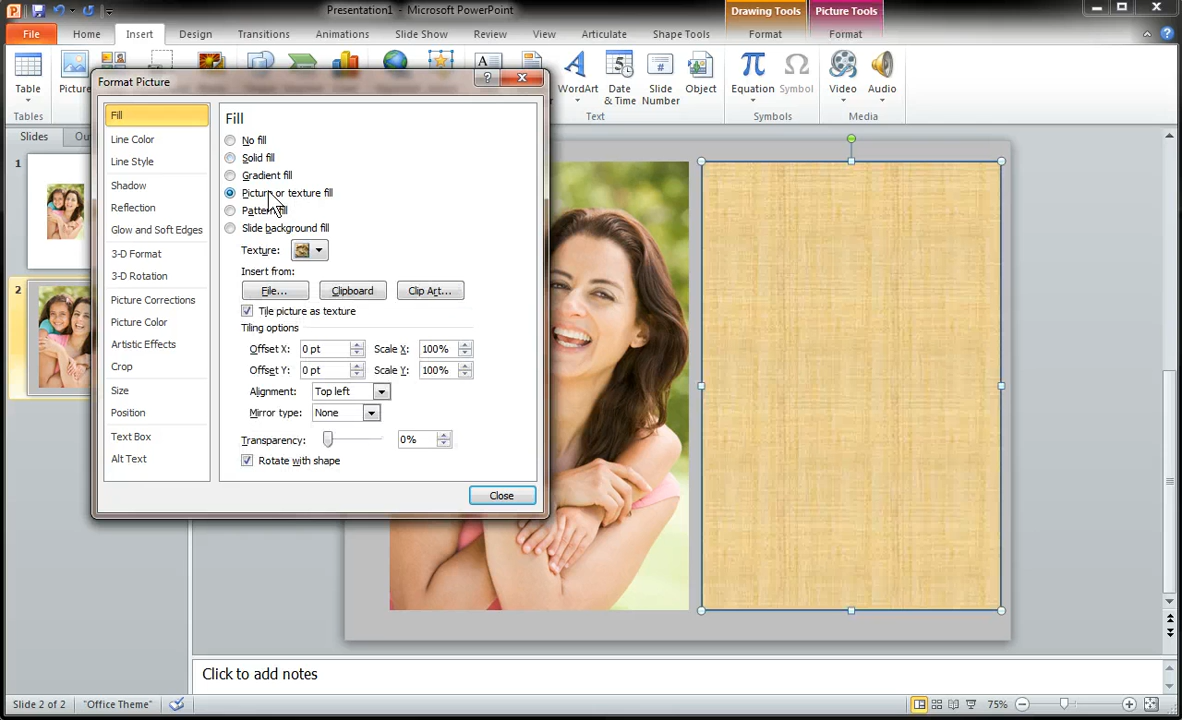 Presentation1 - Microsoft PowerPoint
Drawing Tools
Picture Tools
File
Home
Insert
Design
Transitions
Animations
Slide Show
Review
View
Articulate
Shape Tools
Format
Format
Table
Picture
WordArt
Date & Time
Slide Number
Object
Equation
Symbol
Video
Audio
Tables
Text
Symbols
Media
Slides
Ou
1
2
Format Picture
Fill
Line Color
Line Style
Shadow
Reflection
Glow and Soft Edges
3-D Format
3-D Rotation
Picture Corrections
Picture Color
Artistic Effects
Crop
Size
Position
Text Box
Alt Text
Fill
No fill
Solid fill
Gradient fill
Picture or texture fill
Pattern fill
Slide background fill
Texture:
Insert from:
File...
Clipboard
Clip Art...
Tile picture as texture
Tiling options
Offset X: 0 pt Scale X: 100%
Offset Y: 0 pt Scale Y: 100%
Alignment: Top left
Mirror type: None
Transparency: 0%
Rotate with shape
Close
Click to add notes
Slide 2 of 2 "Office Theme" 75%